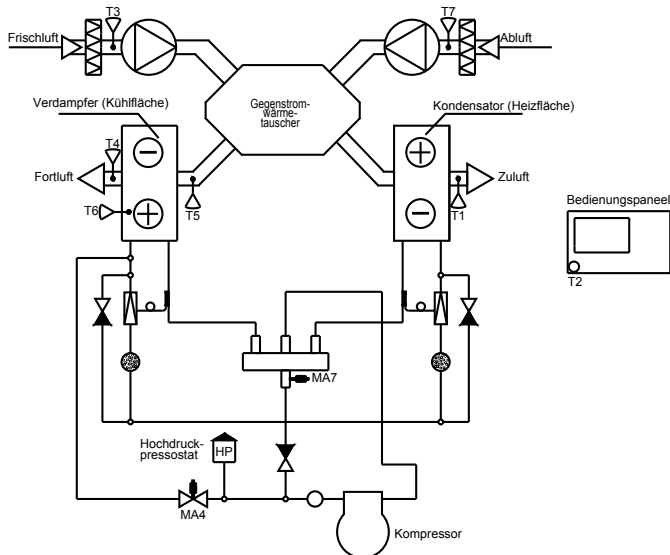 T3
T7
Frischluft
Abluft
Gegenstrom-
wärme-
tauscher
Verdampfer (Kühlfläche)
Kondensator (Heizfläche)
T4
Fortluft
Zuluft
T6
T5
T1
Bedienungspaneel
T2
MA7
Hochdruck-
pressostat
HP
MA4
Kompressor